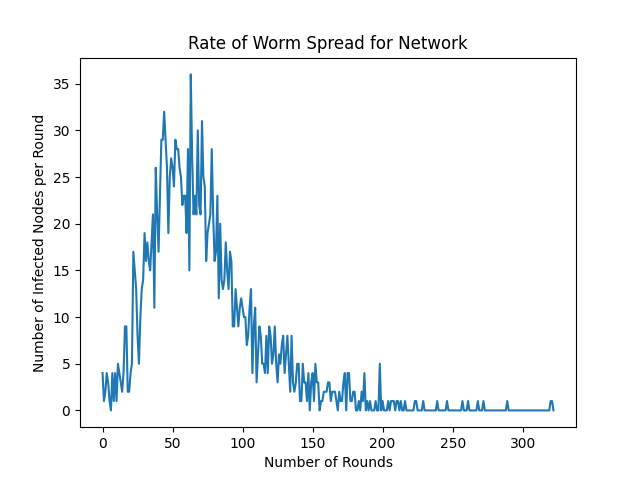 Rate of Worm Spread for Network
Number of Infected Nodes per Round
35
30
25
20
15
10
5
0
0 50 100 150 200 250 300
Number of Rounds